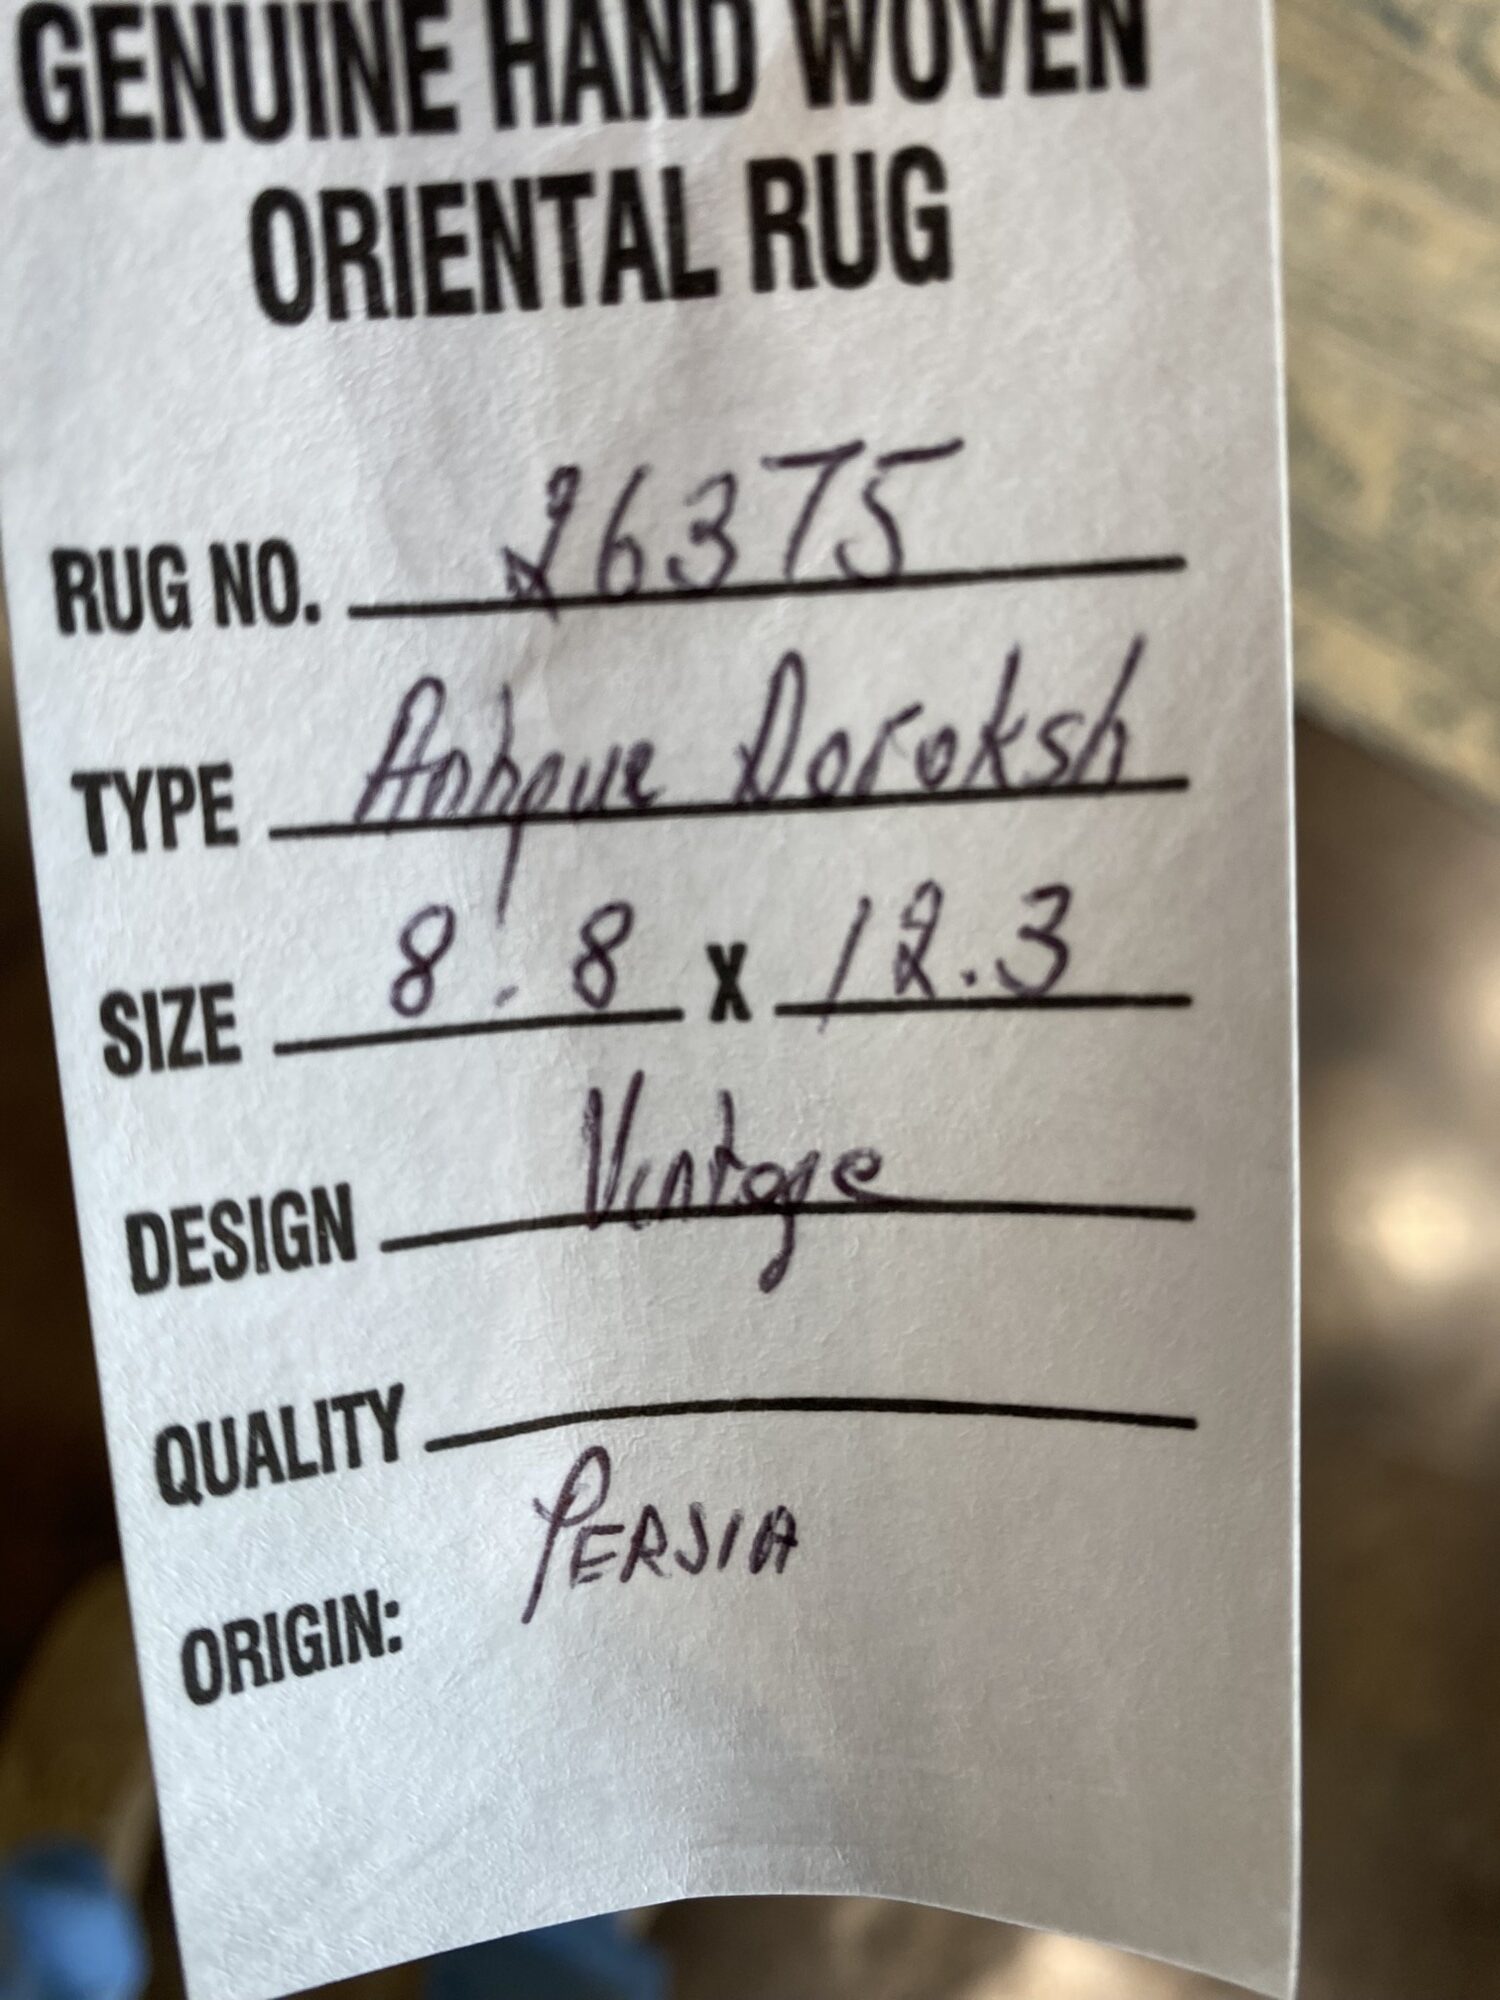 GENUINE HAND WOVEN
ORIENTAL RUG
RUG NO. 26375
TYPE Antique Doroksh
SIZE 8.8 X 12.3
DESIGN Vintage
QUALITY
ORIGIN: PERSIA